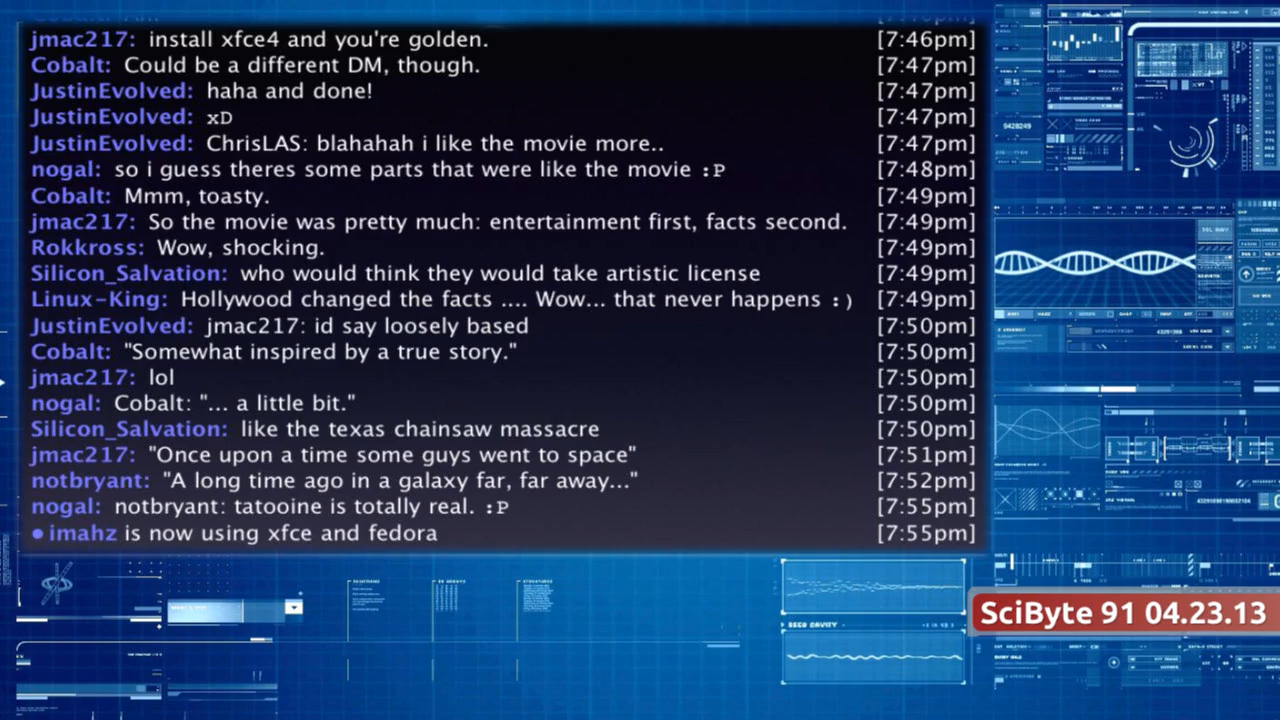 jmac217: install xfce4 and you're golden. [7:46pm]
Cobalt: Could be a different DM, though. [7:47pm]
JustinEvolved: haha and done! [7:47pm]
JustinEvolved: xD [7:47pm]
JustinEvolved: ChrisLAS: blahahah i like the movie more.. [7:47pm]
nogal: so i guess theres some parts that were like the movie :P [7:48pm]
Cobalt: Mmm, toasty. [7:49pm]
jmac217: So the movie was pretty much: entertainment first, facts second. [7:49pm]
Rokkross: Wow, shocking. [7:49pm]
Silicon_Salvation: who would think they would take artistic license [7:49pm]
Linux-King: Hollywood changed the facts .... Wow... that never happens :) [7:49pm]
JustinEvolved: jmac217: id say loosely based [7:50pm]
Cobalt: "Somewhat inspired by a true story." [7:50pm]
jmac217: lol [7:50pm]
nogal: Cobalt: "... a little bit." [7:50pm]
Silicon_Salvation: like the texas chainsaw massacre [7:50pm]
jmac217: "Once upon a time some guys went to space" [7:51pm]
notbryant: "A long time ago in a galaxy far, far away..." [7:52pm]
nogal: notbryant: tatooine is totally real. :P [7:55pm]
• imahz is now using xfce and fedora [7:55pm]
SciByte 91 04.23.13